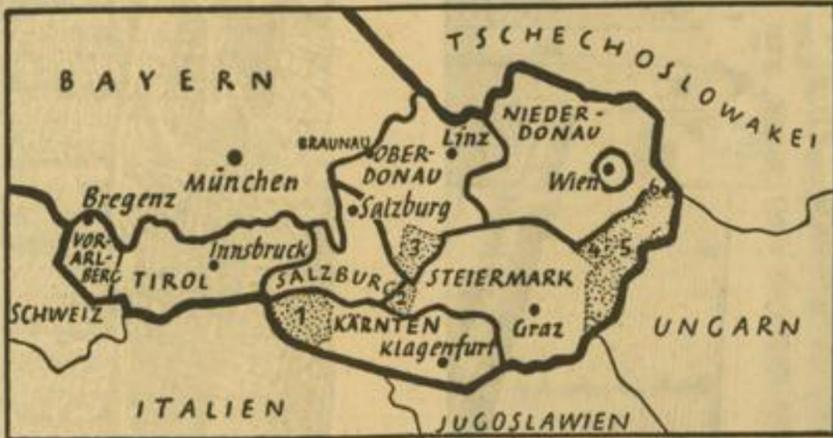 TSCHECHOSLOWAKEI
BAYERN
NIEDER-
DONAU
BRAUNAU
Linz
OBER-
DONAU
München
Wien
Bregenz
Salzburg
6
VOR-
ARL-
BERG
Innsbruck
3
4
5
TIROL
SALZBURG
STEIERMARK
2
SCHWEIZ
1
KÄRNTEN
Graz
UNGARN
Klagenfurt
ITALIEN
JUGOSLAWIEN